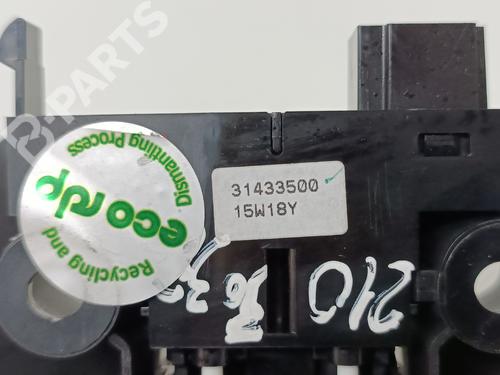 B-PARTS
Dismantling Process
eco rdp
Recycling and
31433500
15W18Y
210